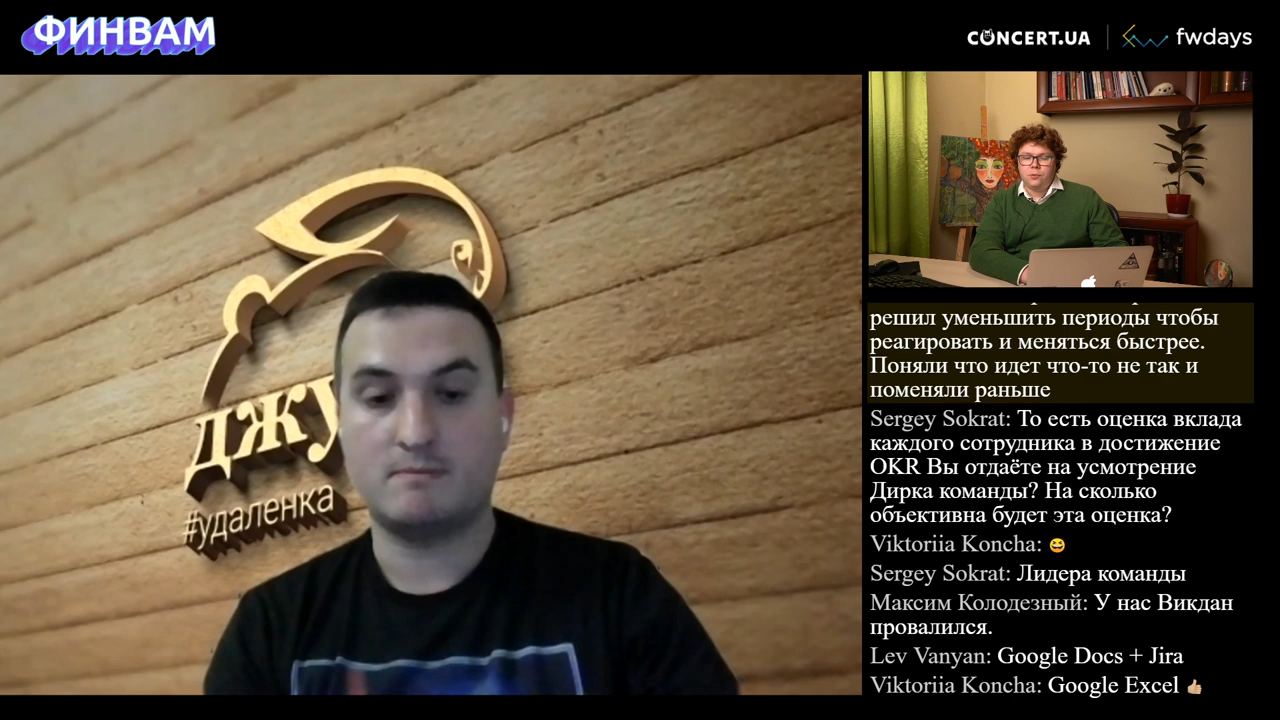 ФИНВАМ
CONCERT.UA
fwdays
джу
#удаленка
решил уменьшить периоды чтобы
реагировать и меняться быстрее.
Поняли что идет что-то не так и
поменяли раньше
Sergey Sokrat: То есть оценка вклада
каждого сотрудника в достижение
OKR Вы отдаёте на усмотрение
Дирка команды? На сколько
объективна будет эта оценка?
Viktoriia Koncha: 😆
Sergey Sokrat: Лидера команды
Максим Колодезный: У нас Викдан
провалился.
Lev Vanyan: Google Docs + Jira
Viktoriia Koncha: Google Excel 👍🏼